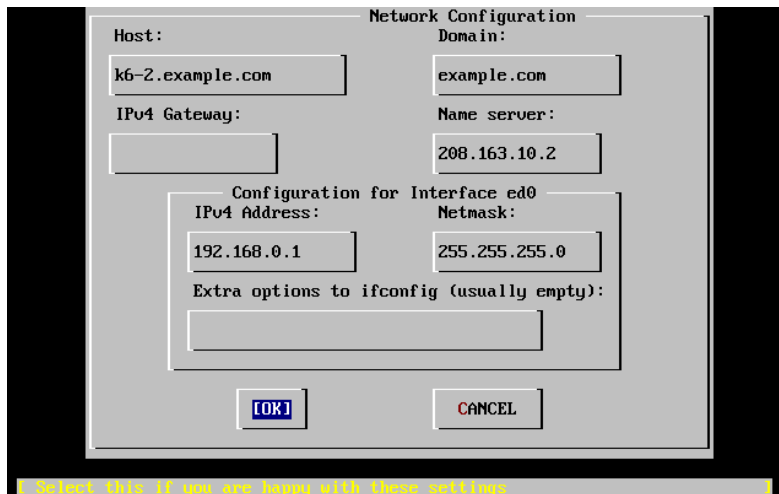 Network Configuration
Host: Domain:
k6-2.example.com example.com
IPv4 Gateway: Name server:
208.163.10.2
Configuration for Interface ed0
IPv4 Address: Netmask:
192.168.0.1 255.255.255.0
Extra options to ifconfig (usually empty):
[OK] CANCEL
[ Select this if you are happy with these settings ]